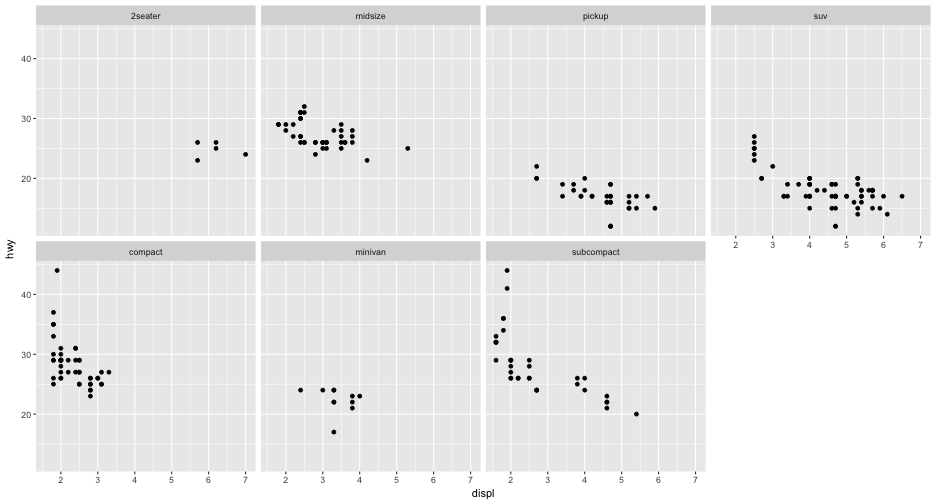 2seater midsize pickup suv
40
30
20
2 3 4 5 6 7
hwy
compact minivan subcompact
40
30
20
2 3 4 5 6 7 2 3 4 5 6 7 2 3 4 5 6 7
displ